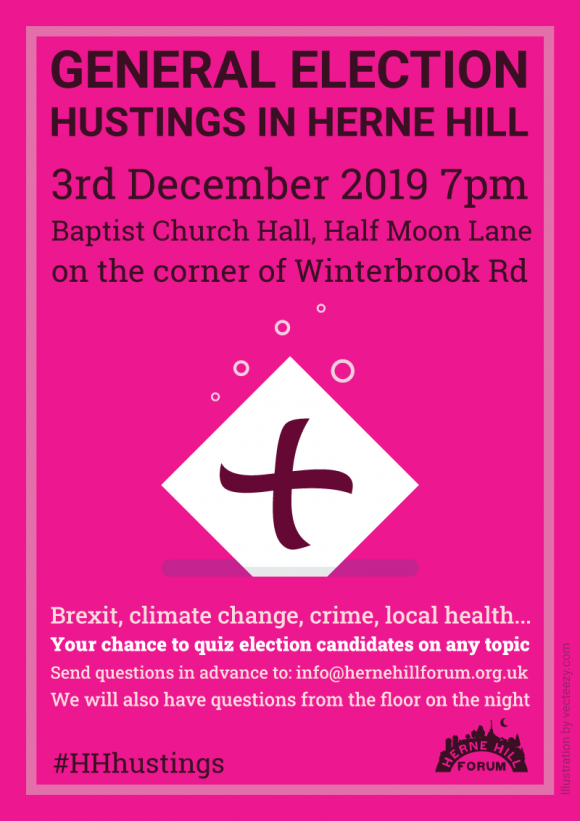 GENERAL ELECTION
HUSTINGS IN HERNE HILL
3rd December 2019 7pm
Baptist Church Hall, Half Moon Lane
on the corner of Winterbrook Rd
Brexit, climate change, crime, local health...
Your chance to quiz election candidates on any topic
Send questions in advance to: info@hernehillforum.org.uk
We will also have questions from the floor on the night
#HHhustings
HERNE HILL
FORUM
Illustration by vecteezy.com